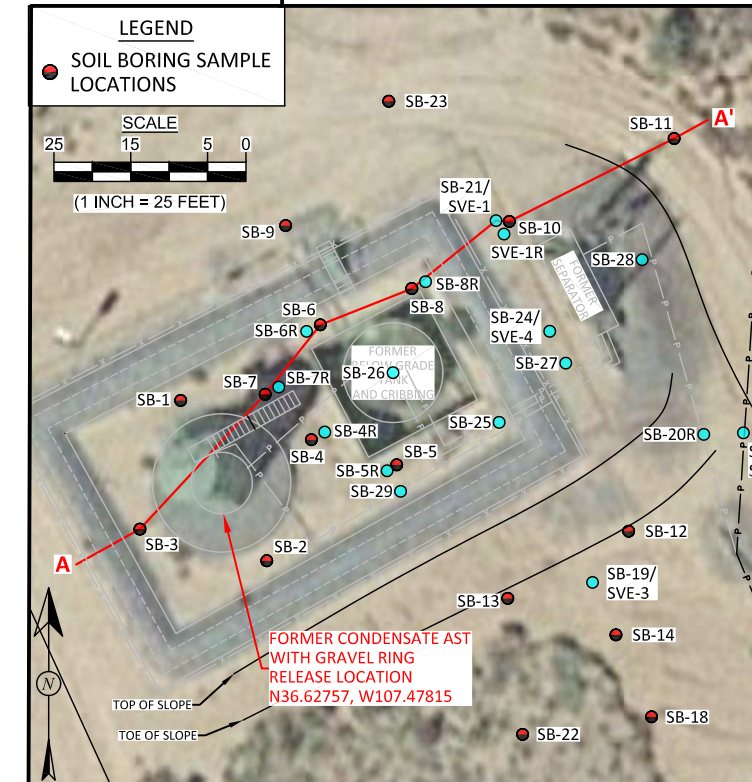 LEGEND
SOIL BORING SAMPLE
LOCATIONS
SCALE
25 15 5 0
(1 INCH = 25 FEET)
SB-23
SB-11
A'
SB-21/
SVE-1
SB-10
SVE-1R
SB-9
SB-28
FORMER
SEPARATOR
SB-8R
SB-8
SB-6
SB-6R
SB-24/
SVE-4
FORMER
BELOW GRADE
TANK
AND CRIBBING
SB-26
SB-27
SB-7
SB-7R
SB-1
SB-4R
SB-4
SB-25
SB-20R
SB-5
SB-5R
SB-29
SB-3
SB-2
A
SB-12
SB-19/
SVE-3
SB-13
SB-14
FORMER CONDENSATE AST
WITH GRAVEL RING
RELEASE LOCATION
N36.62757, W107.47815
N
TOP OF SLOPE
TOE OF SLOPE
SB-18
SB-22
P
P
P
P
P
P
P